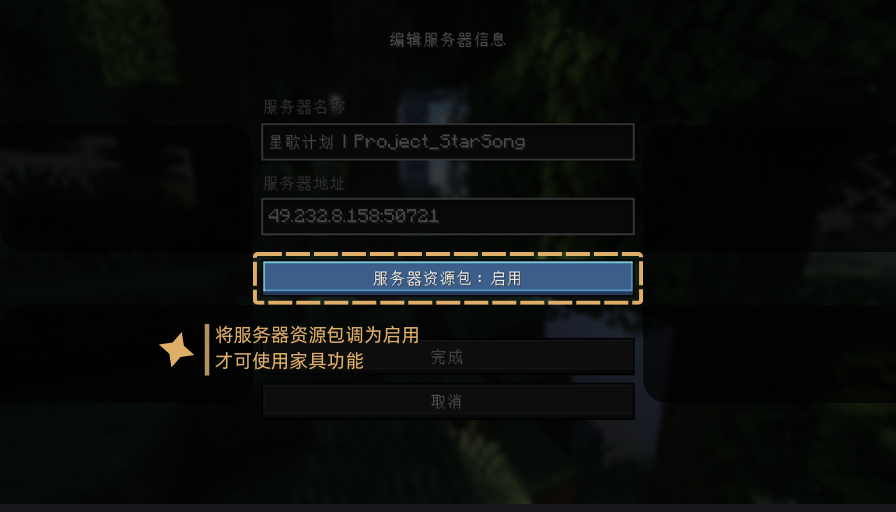 编辑服务器信息
服务器名称
星歌计划 | Project_StarSong
服务器地址
49.232.8.158:50721
服务器资源包：启用
将服务器资源包调为启用
才可使用家具功能
完成
取消